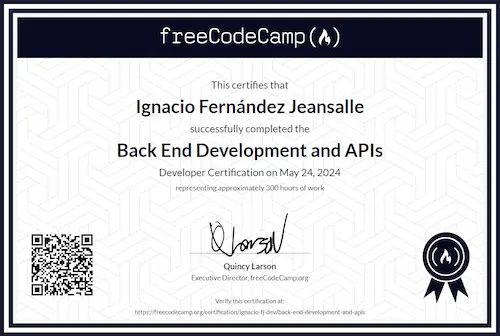 freeCodeCamp(🔥)
This certifies that
Ignacio Fernández Jeansalle
successfully completed the
Back End Development and APIs
Developer Certification on May 24, 2024
representing approximately 300 hours of work
Q Larson
Quincy Larson
Executive Director, freeCodeCamp.org
Verify this certification at:
https://freecodecamp.org/certification/ignacio-fj-dev/back-end-development-and-apis